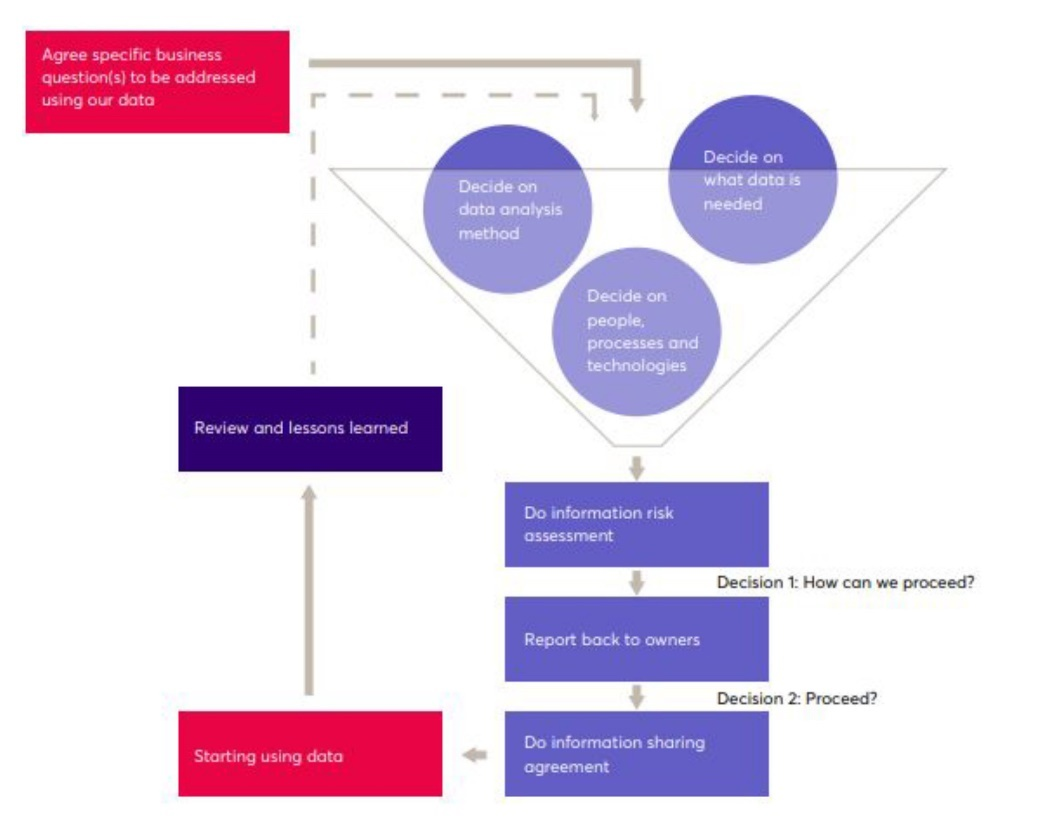 Agree specific business
question(s) to be addressed
using our data
Decide on
data analysis
method
Decide on
what data is
needed
Decide on
people,
processes and
technologies
Review and lessons learned
Do information risk
assessment
Decision 1: How can we proceed?
Report back to owners
Decision 2: Proceed?
Do information sharing
agreement
Starting using data